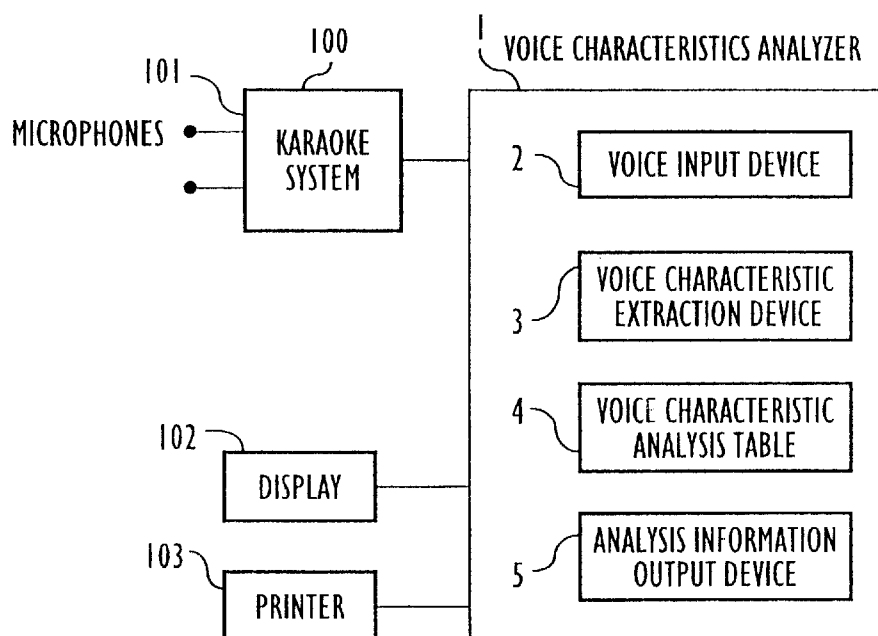 100
101
MICROPHONES
KARAOKE
SYSTEM
1
VOICE CHARACTERISTICS ANALYZER
2
VOICE INPUT DEVICE
3
VOICE CHARACTERISTIC
EXTRACTION DEVICE
4
VOICE CHARACTERISTIC
ANALYSIS TABLE
102
DISPLAY
5
ANALYSIS INFORMATION
OUTPUT DEVICE
103
PRINTER